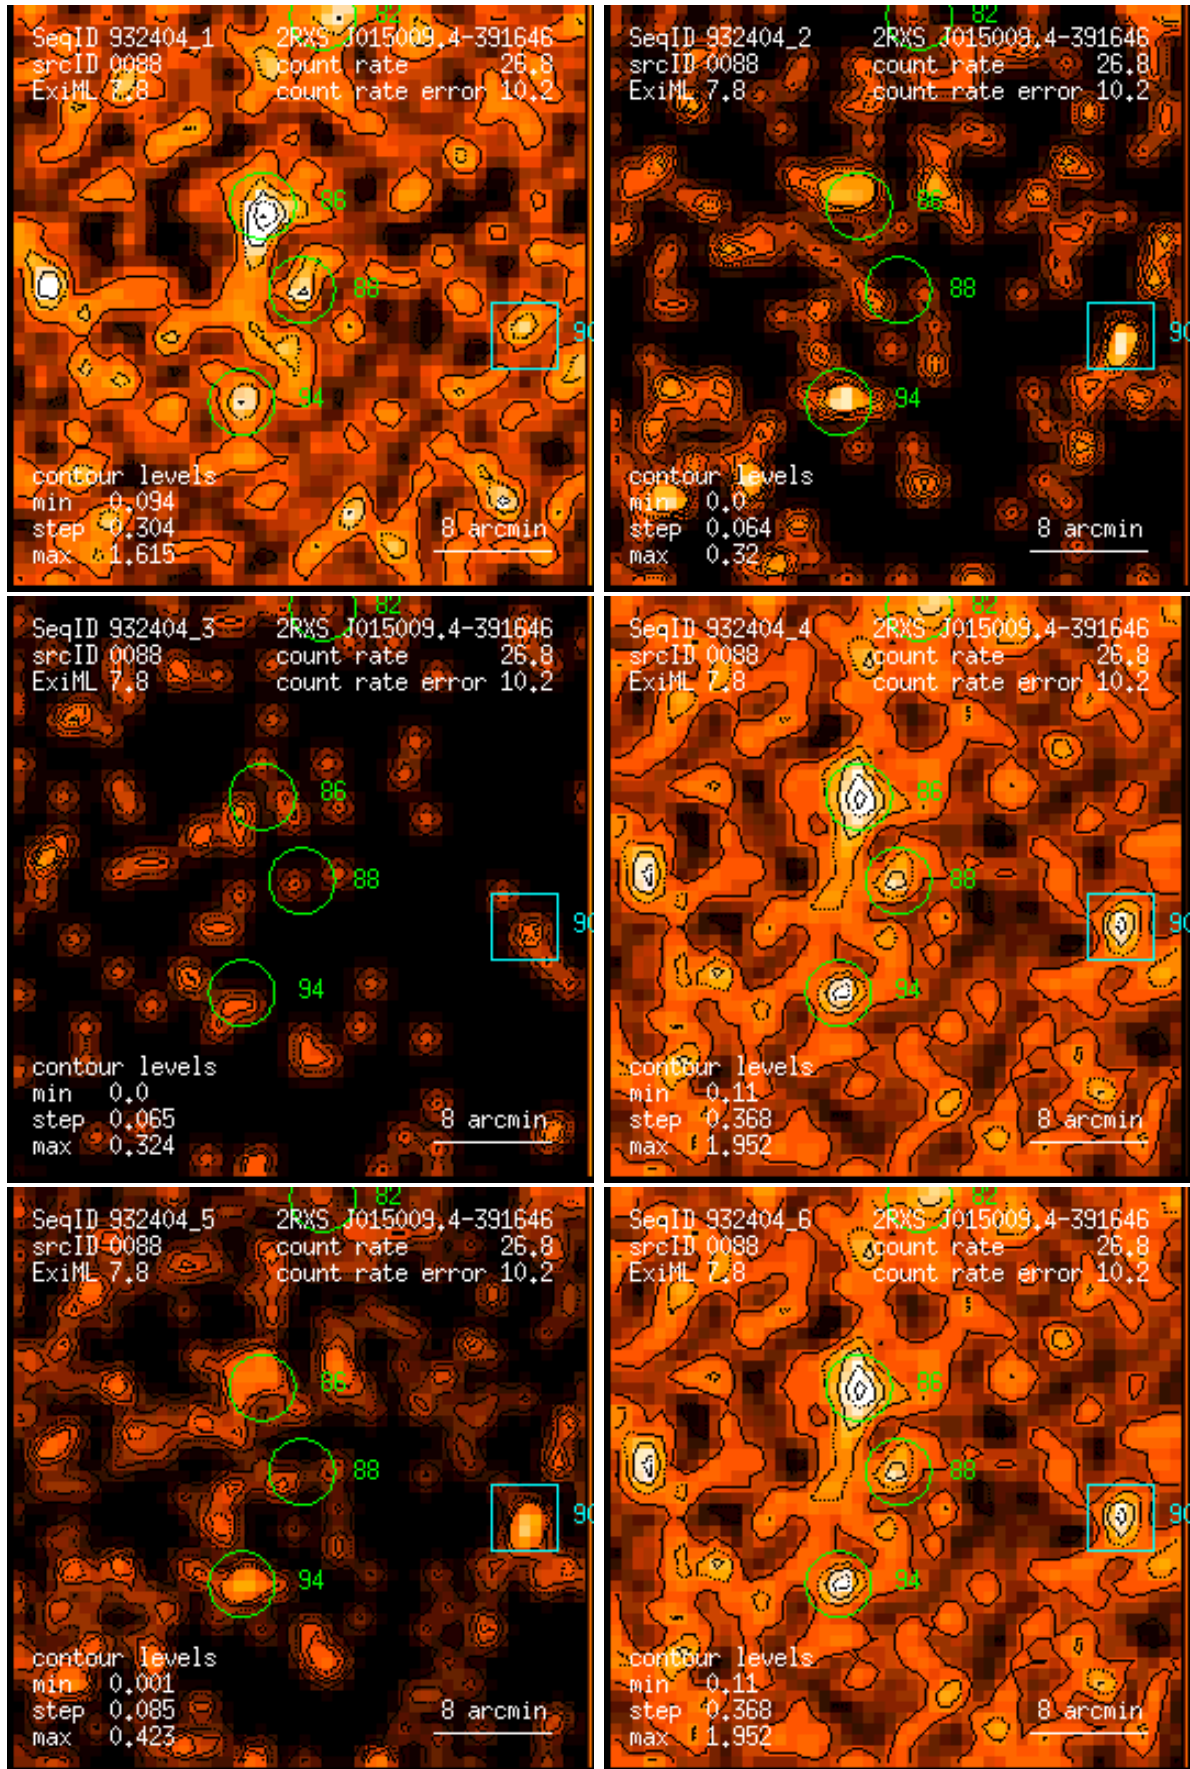 82
SeqID 932404_1 2RXS J015009.4-391646
srcID 0088 count rate 26.8
ExiML 7.8 count rate error 10.2
86
88
90
94
contour levels
min 0.094
step 0.304
max 1.615
8 arcmin
82
SeqID 932404_2 2RXS J015009.4-391646
srcID 0088 count rate 26.8
ExiML 7.8 count rate error 10.2
86
88
90
94
contour levels
min 0.0
step 0.064
max 0.32
8 arcmin
82
SeqID 932404_3 2RXS J015009.4-391646
srcID 0088 count rate 26.8
ExiML 7.8 count rate error 10.2
86
88
90
94
contour levels
min 0.0
step 0.065
max 0.324
8 arcmin
82
SeqID 932404_4 2RXS J015009.4-391646
srcID 0088 count rate 26.8
ExiML 7.8 count rate error 10.2
86
88
90
94
contour levels
min 0.11
step 0.368
max 1.952
8 arcmin
82
SeqID 932404_5 2RXS J015009.4-391646
srcID 0088 count rate 26.8
ExiML 7.8 count rate error 10.2
86
88
90
94
contour levels
min 0.001
step 0.085
max 0.423
8 arcmin
82
SeqID 932404_6 2RXS J015009.4-391646
srcID 0088 count rate 26.8
ExiML 7.8 count rate error 10.2
86
88
90
94
contour levels
min 0.11
step 0.368
max 1.952
8 arcmin